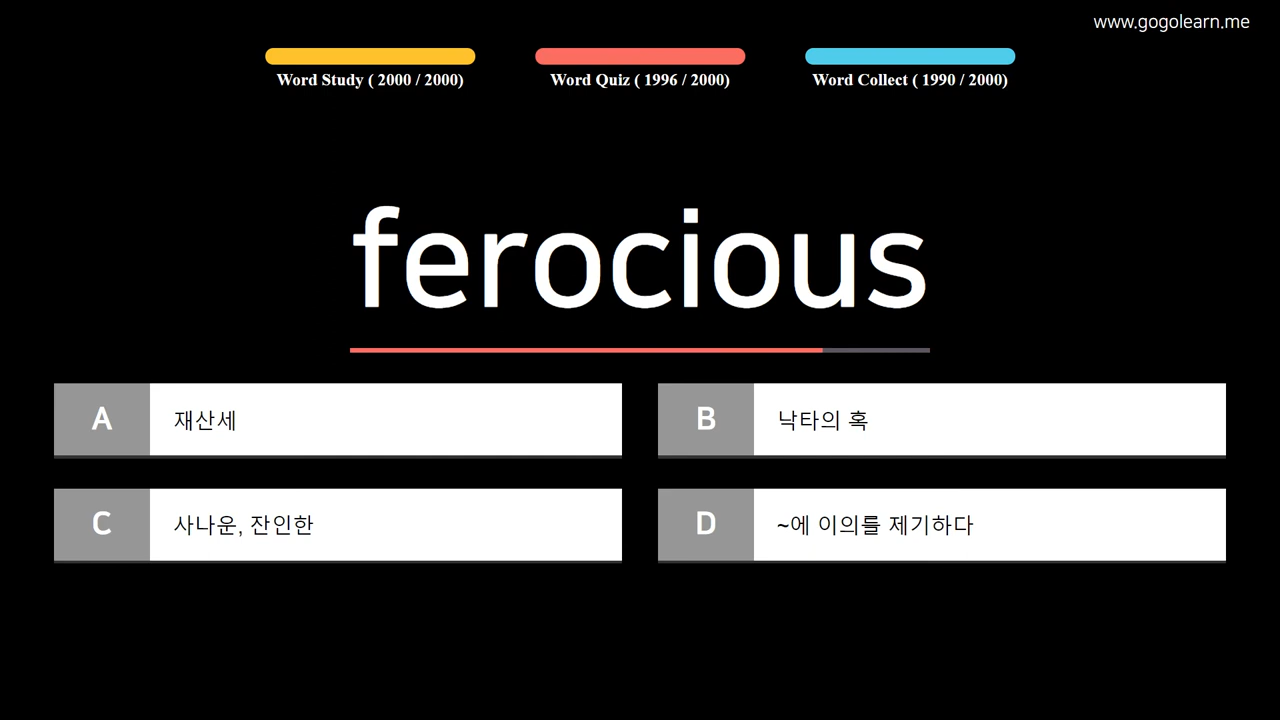 www.gogolearn.me
Word Study ( 2000 / 2000)
Word Quiz ( 1996 / 2000)
Word Collect ( 1990 / 2000)
ferocious
A 재산세
B 낙타의 혹
C 사나운, 잔인한
D ~에 이의를 제기하다